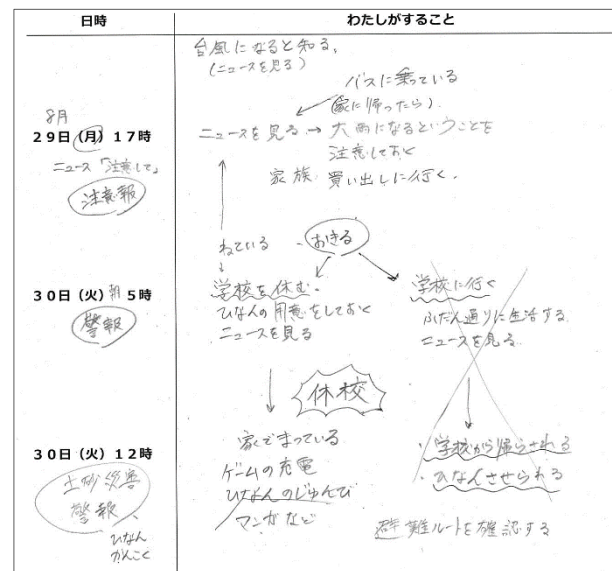 日時
わたしがすること
台風になると知る。
(ニュースを見る)
バスに乗っている
(家に帰ったら)
8月
29日(月)17時
ニュースを見る → 大雨になるということを
注意しておく
ニュース「注意して」
注意報
家族 買い出しに行く.
ねている
おきる
30日(火)朝5時
警報
学校を休む.
ひなんの用意をしておく
ニュースを見る
学校に行く
ふだん通りに生活する
ニュースを見る
休校
30日(火)12時
土砂災害
警報
ひなん
かんこく
家でまっている
ゲームの充電
ひなんのじゅんび
マンガなど
・学校から帰らされる
・ひなんさせられる
避難ルートを確認する